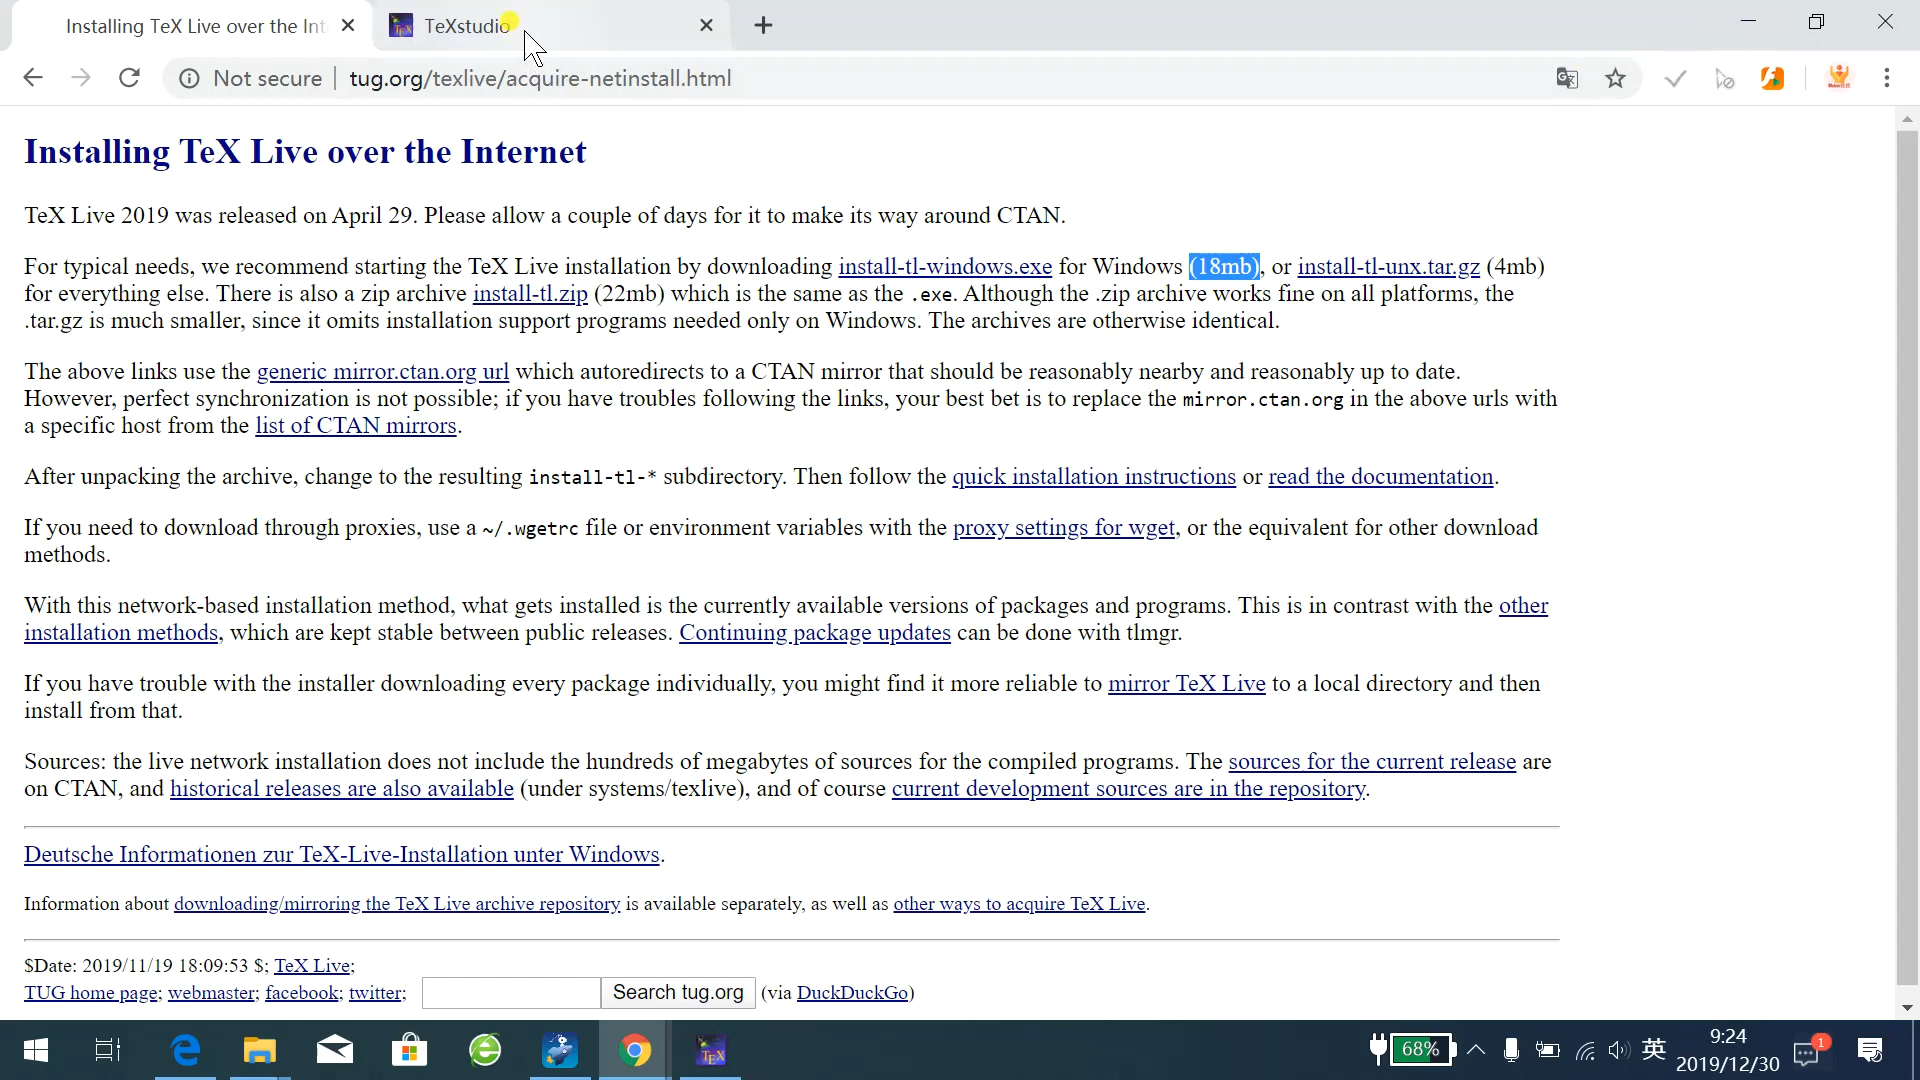 Installing TeX Live over the Int
TeXstudio
Not secure | tug.org/texlive/acquire-netinstall.html
Installing TeX Live over the Internet
TeX Live 2019 was released on April 29. Please allow a couple of days for it to make its way around CTAN.
For typical needs, we recommend starting the TeX Live installation by downloading install-tl-windows.exe for Windows (18mb), or install-tl-unx.tar.gz (4mb)
for everything else. There is also a zip archive install-tl.zip (22mb) which is the same as the .exe. Although the .zip archive works fine on all platforms, the
.tar.gz is much smaller, since it omits installation support programs needed only on Windows. The archives are otherwise identical.
The above links use the generic mirror.ctan.org url which autoredirects to a CTAN mirror that should be reasonably nearby and reasonably up to date.
However, perfect synchronization is not possible; if you have troubles following the links, your best bet is to replace the mirror.ctan.org in the above urls with
a specific host from the list of CTAN mirrors.
After unpacking the archive, change to the resulting install-tl-* subdirectory. Then follow the quick installation instructions or read the documentation.
If you need to download through proxies, use a ~/.wgetrc file or environment variables with the proxy settings for wget, or the equivalent for other download
methods.
With this network-based installation method, what gets installed is the currently available versions of packages and programs. This is in contrast with the other
installation methods, which are kept stable between public releases. Continuing package updates can be done with tlmgr.
If you have trouble with the installer downloading every package individually, you might find it more reliable to mirror TeX Live to a local directory and then
install from that.
Sources: the live network installation does not include the hundreds of megabytes of sources for the compiled programs. The sources for the current release are
on CTAN, and historical releases are also available (under systems/texlive), and of course current development sources are in the repository.
Deutsche Informationen zur TeX-Live-Installation unter Windows.
Information about downloading/mirroring the TeX Live archive repository is available separately, as well as other ways to acquire TeX Live.
$Date: 2019/11/19 18:09:53 $; TeX Live;
TUG home page; webmaster; facebook; twitter; Search tug.org (via DuckDuckGo)
68% 英 9:24 1
2019/12/30